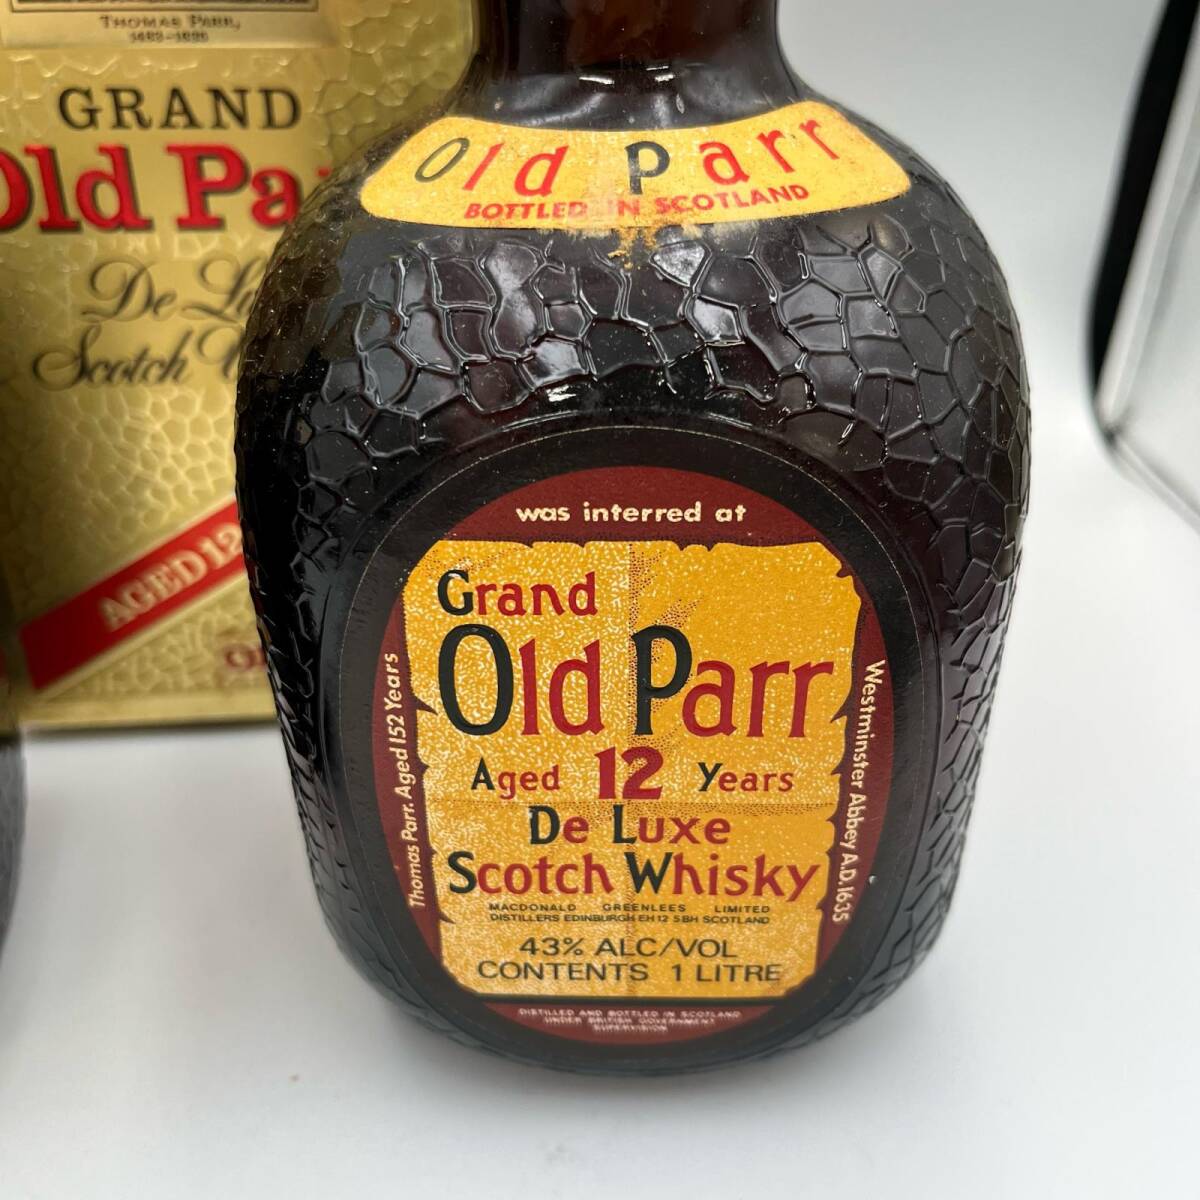 THOMAS PARR,
GRAND
Old Pa
De Lu
Scotch
AGED 12
Old Parr
BOTTLED IN SCOTLAND
was interred at
Grand
Old Parr
Aged 12 Years
De Luxe
Scotch Whisky
MACDONALD GREENLEES LIMITED
DISTILLERS EDINBURGH EH12 5BH SCOTLAND
43% ALC/VOL
CONTENTS 1 LITRE
DISTILLED AND BOTTLED IN SCOTLAND
UNDER BRITISH GOVERNMENT
SUPERVISION
Thomas Parr. Aged 152 Years
Westminster Abbey A.D.1635